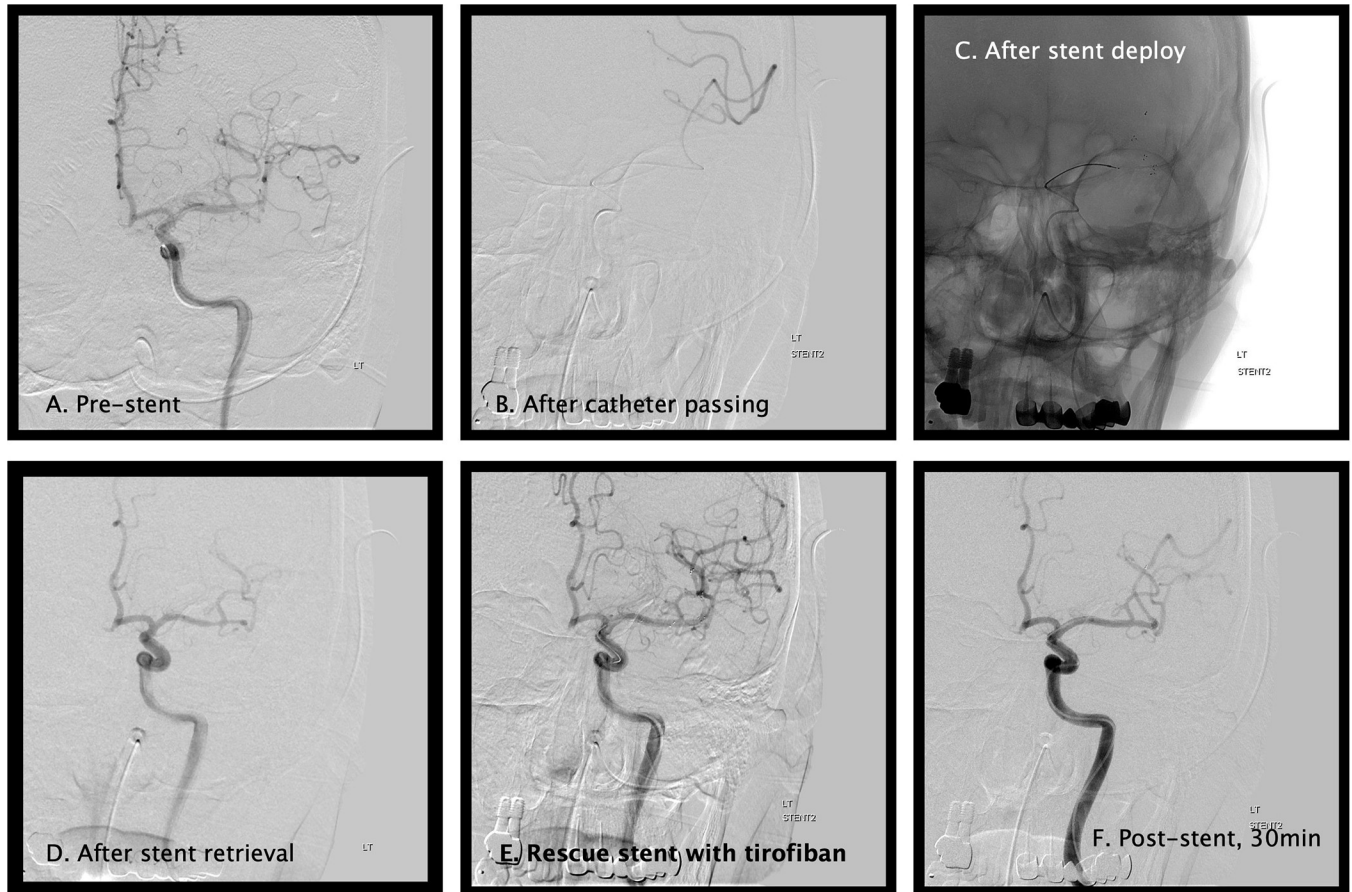 A. Pre-stent
LT
B. After catheter passing
LT
STENT2
C. After stent deploy
LT
STENT2
D. After stent retrieval
LT
E. Rescue stent with tirofiban
LT
STENT2
F. Post-stent, 30min
LT
STENT2